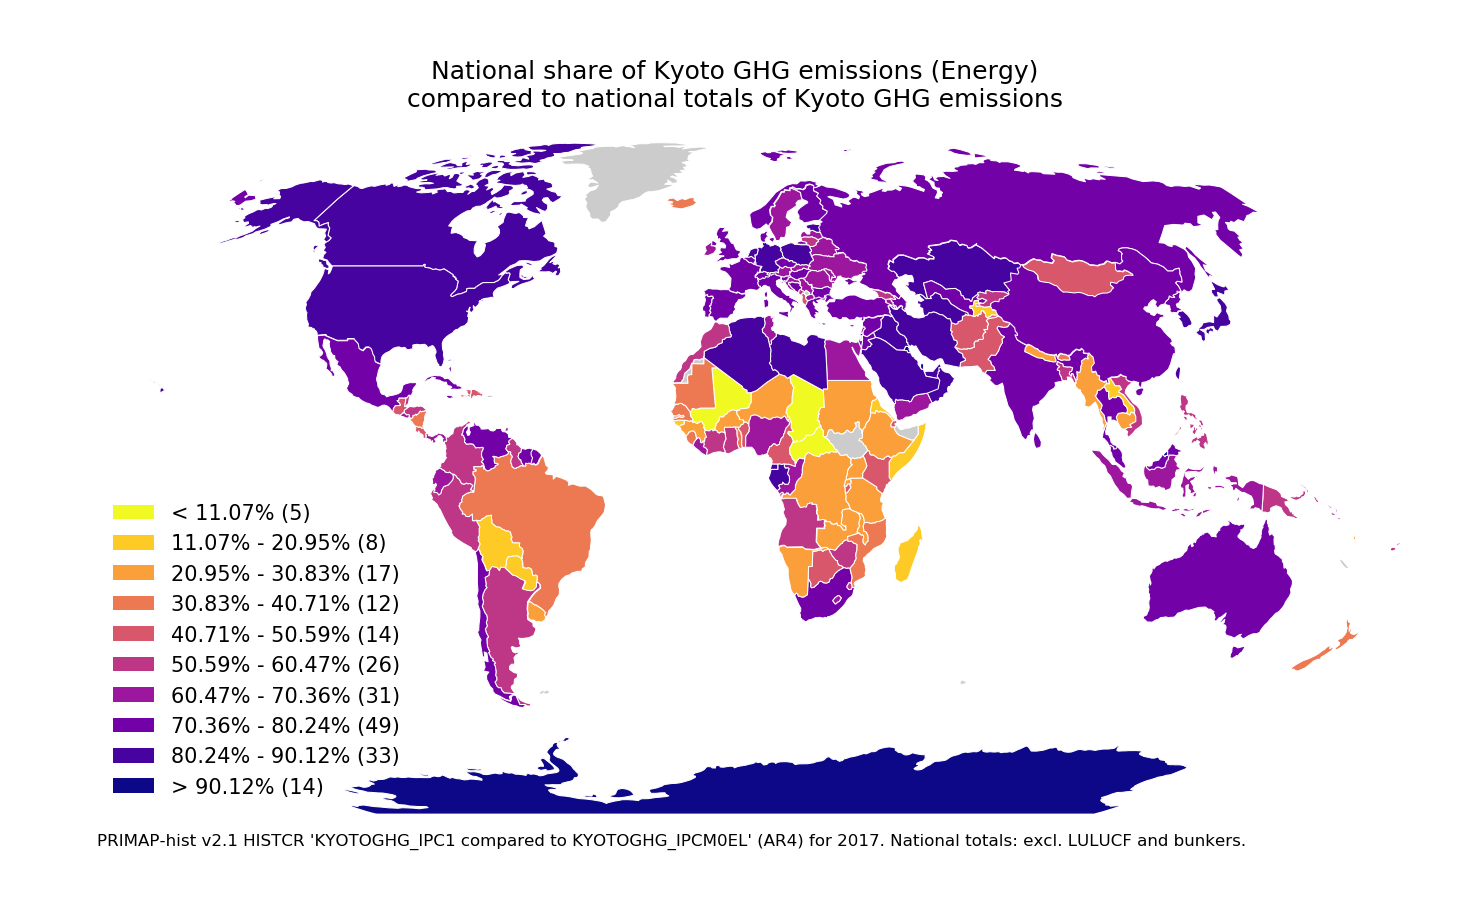 National share of Kyoto GHG emissions (Energy)
compared to national totals of Kyoto GHG emissions
< 11.07% (5)
11.07% - 20.95% (8)
20.95% - 30.83% (17)
30.83% - 40.71% (12)
40.71% - 50.59% (14)
50.59% - 60.47% (26)
60.47% - 70.36% (31)
70.36% - 80.24% (49)
80.24% - 90.12% (33)
> 90.12% (14)
PRIMAP-hist v2.1 HISTCR 'KYOTOGHG_IPC1 compared to KYOTOGHG_IPCM0EL' (AR4) for 2017. National totals: excl. LULUCF and bunkers.